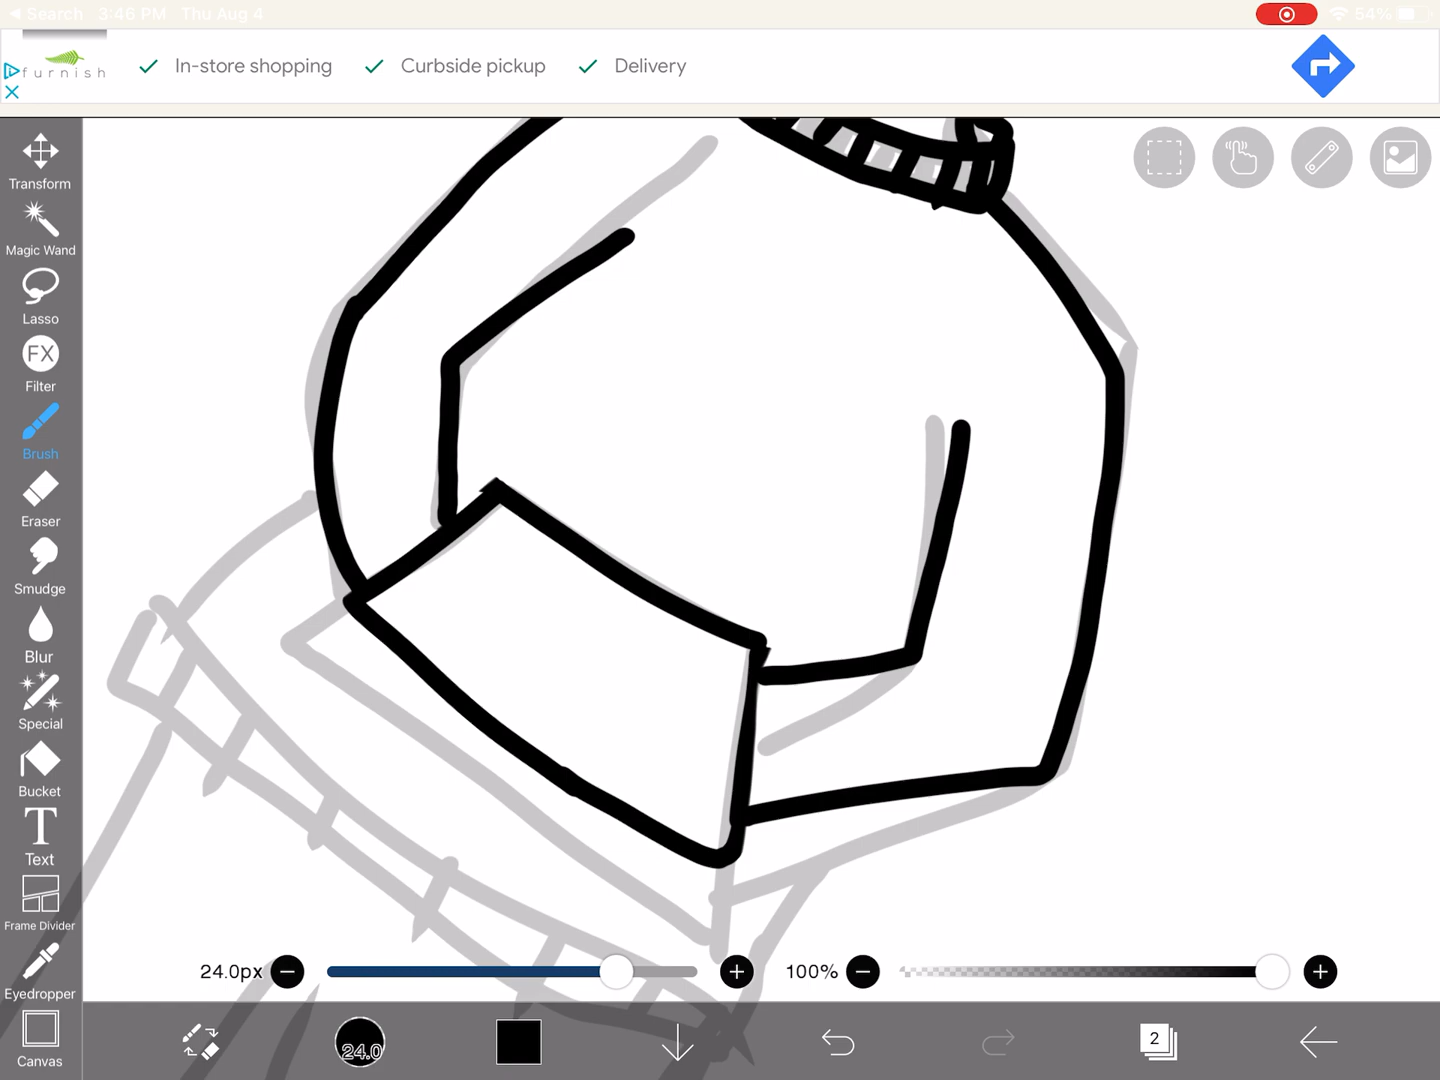 Search 3:46 PM Thu Aug 4 54%
furnish
In-store shopping Curbside pickup Delivery
Transform
Magic Wand
Lasso
FX
Filter
Brush
Eraser
Smudge
Blur
Special
Bucket
T
Text
Frame Divider
Eyedropper
Canvas
24.0px 100%
24.0 2